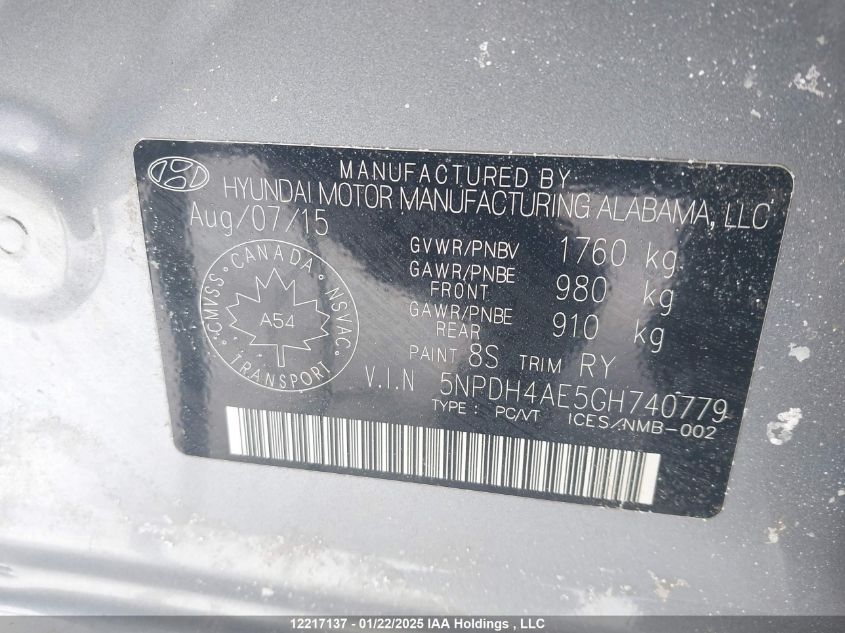 MANUFACTURED BY
HYUNDAI MOTOR MANUFACTURING ALABAMA, LLC
Aug/07/15
GVWR/PNBV 1760 kg
GAWR/PNBE FRONT 980 kg
GAWR/PNBE REAR 910 kg
PAINT 8S TRIM RY
V.I.N 5NPDH4AE5GH740779
TYPE : PC/VT ICES/NMB-002
CMVSS · CANADA · NSVAC
A54
TRANSPORT
12217137 - 01/22/2025 IAA Holdings , LLC